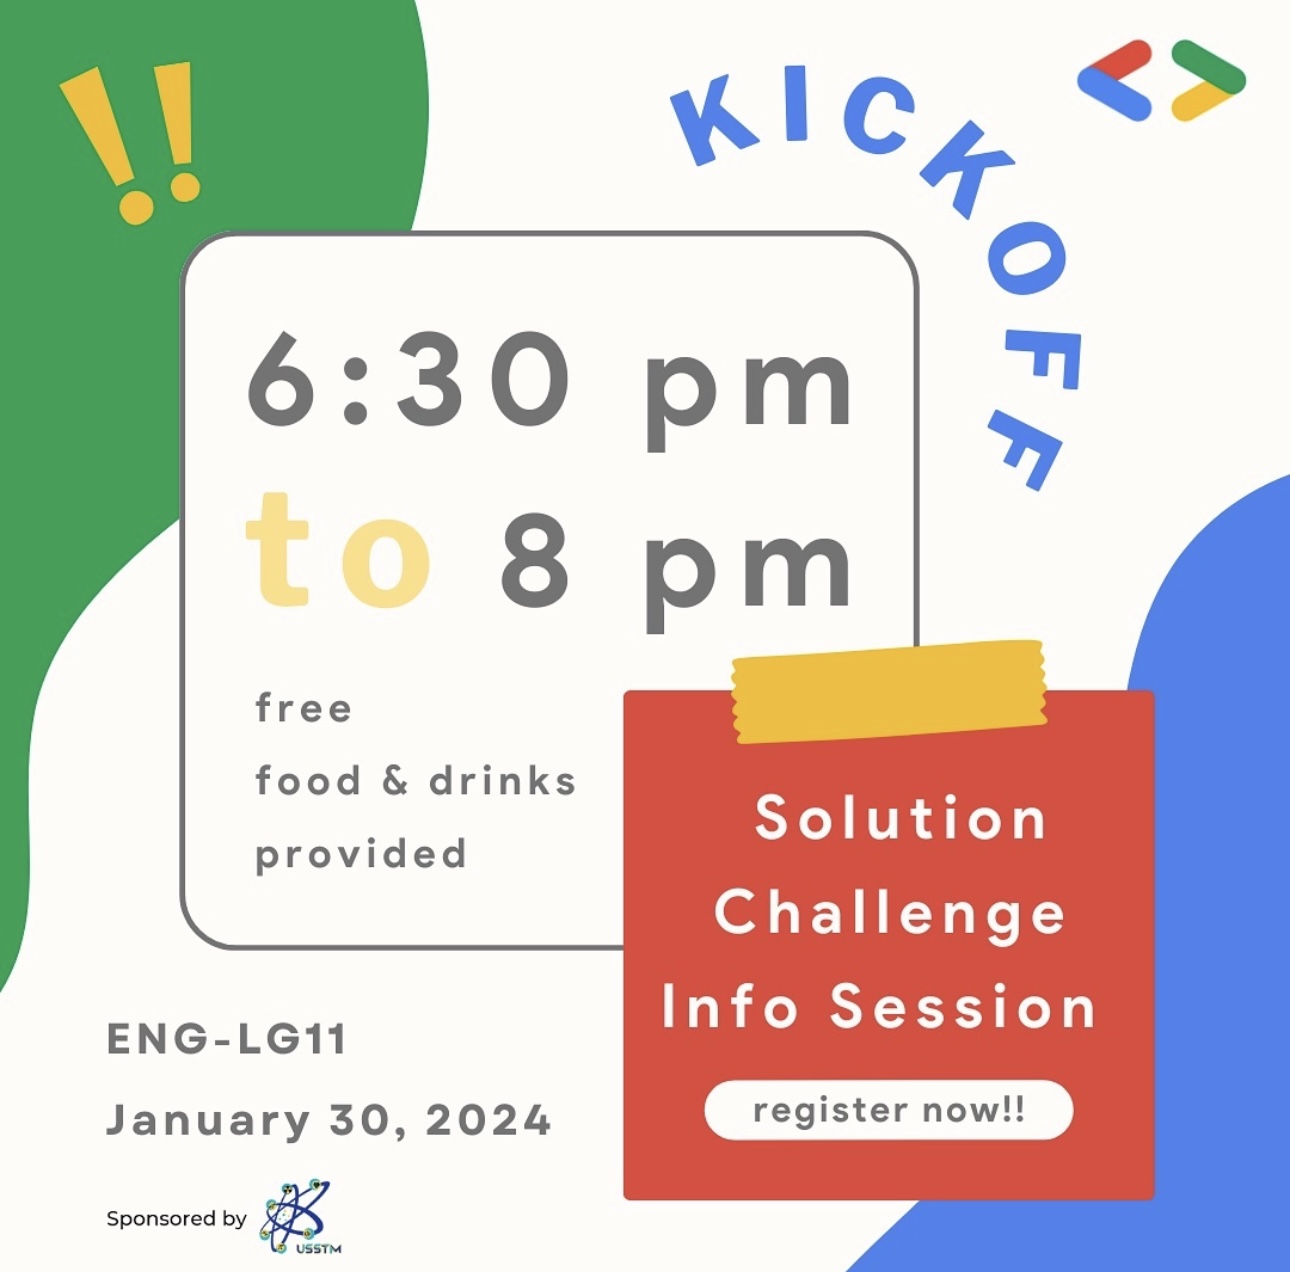 !!
KICKOFF
6:30 pm
to 8 pm
free
food & drinks
provided
Solution
Challenge
Info Session
register now!!
ENG-LG11
January 30, 2024
Sponsored by
USSTM